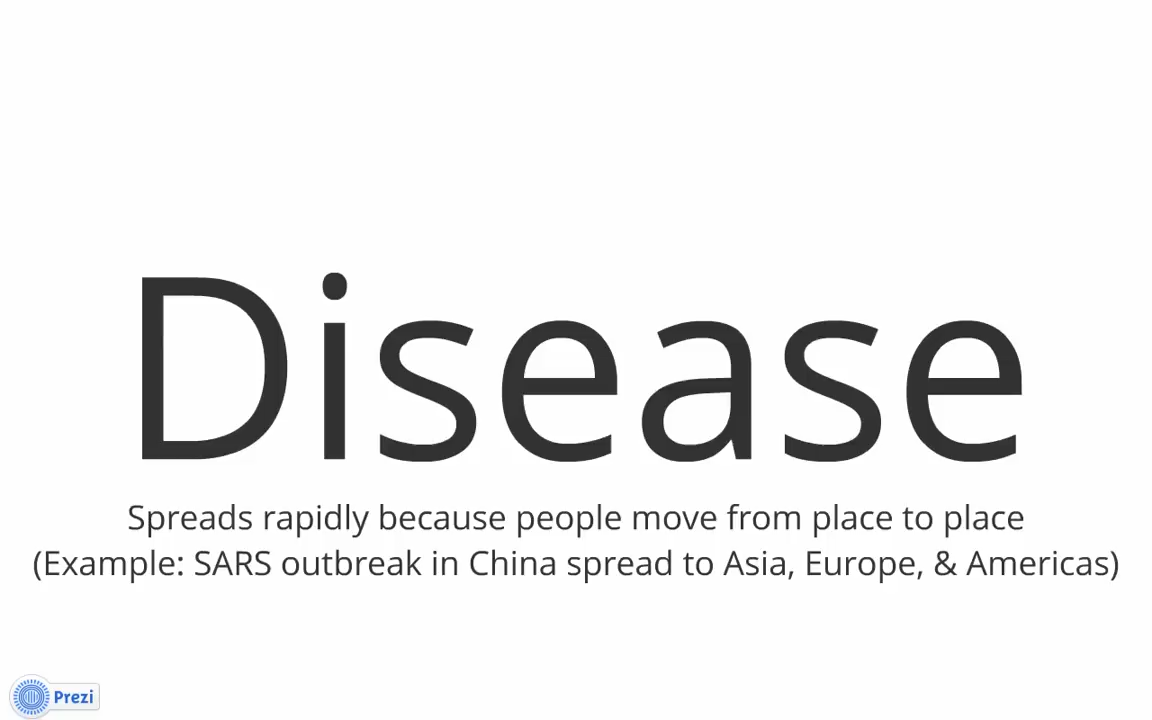 Disease
Spreads rapidly because people move from place to place
(Example: SARS outbreak in China spread to Asia, Europe, & Americas)
Prezi